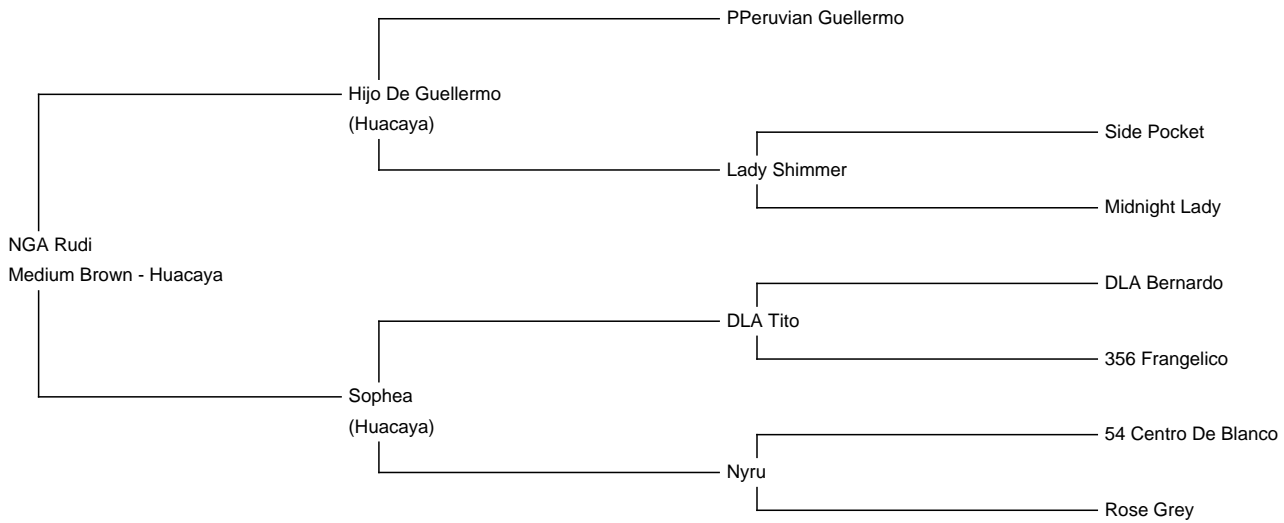 PPeruvian Guellermo
Hijo De Guellermo
(Huacaya)
Side Pocket
Lady Shimmer
Midnight Lady
NGA Rudi
Medium Brown - Huacaya
DLA Bernardo
DLA Tito
356 Frangelico
Sophea
(Huacaya)
54 Centro De Blanco
Nyru
Rose Grey